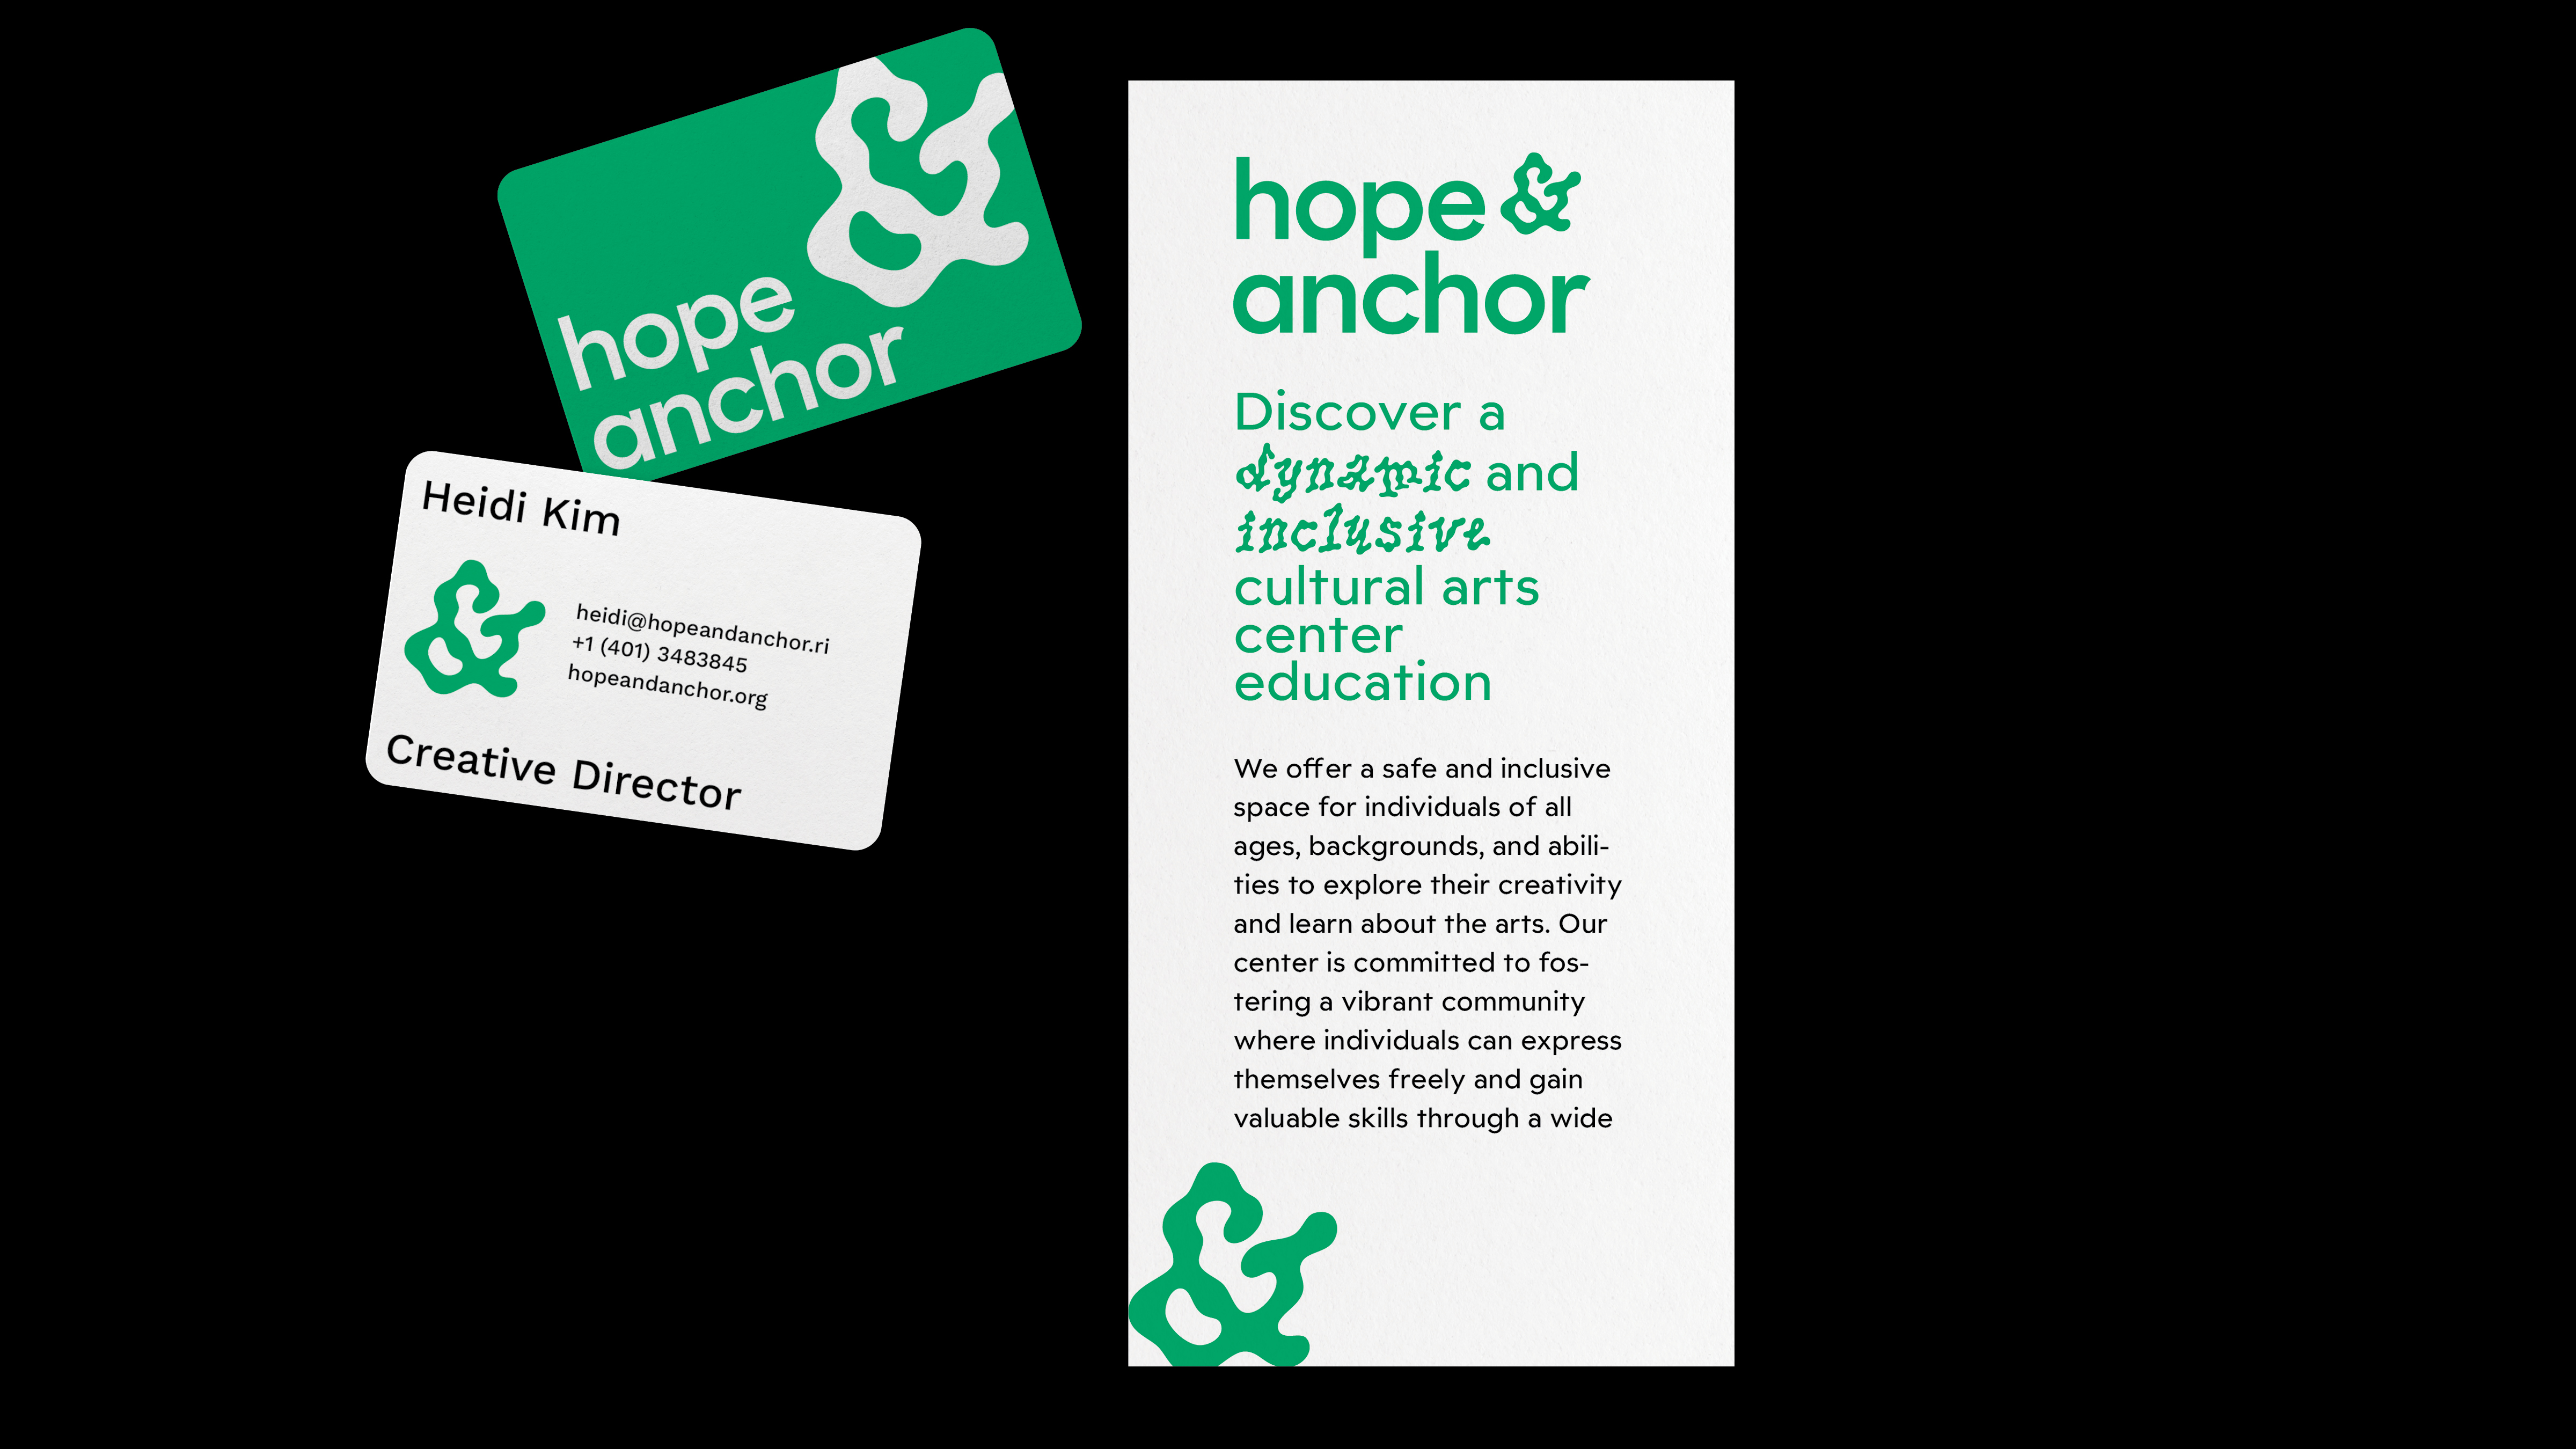 hope &
anchor
Heidi Kim
&
heidi@hopeandanchor.ri
+1 (401) 3483845
hopeandanchor.org
Creative Director
hope &
anchor
Discover a
dynamic and
inclusive
cultural arts
center
education
We offer a safe and inclusive
space for individuals of all
ages, backgrounds, and abili-
ties to explore their creativity
and learn about the arts. Our
center is committed to fos-
tering a vibrant community
where individuals can express
themselves freely and gain
valuable skills through a wide
&